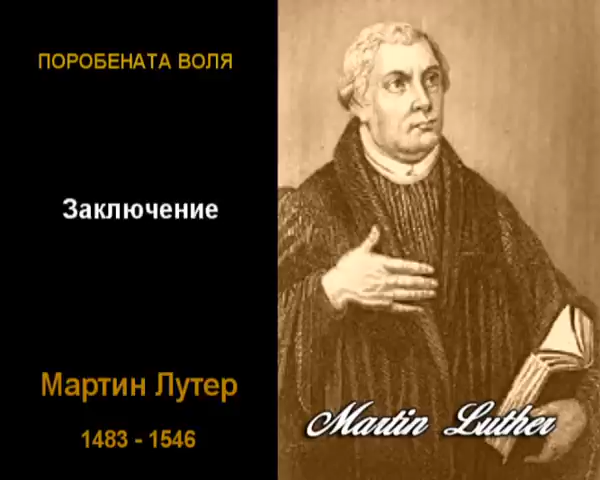 ПОРОБЕНАТА ВОЛЯ
Заключение
Мартин Лутер
1483 - 1546
Martin Luther